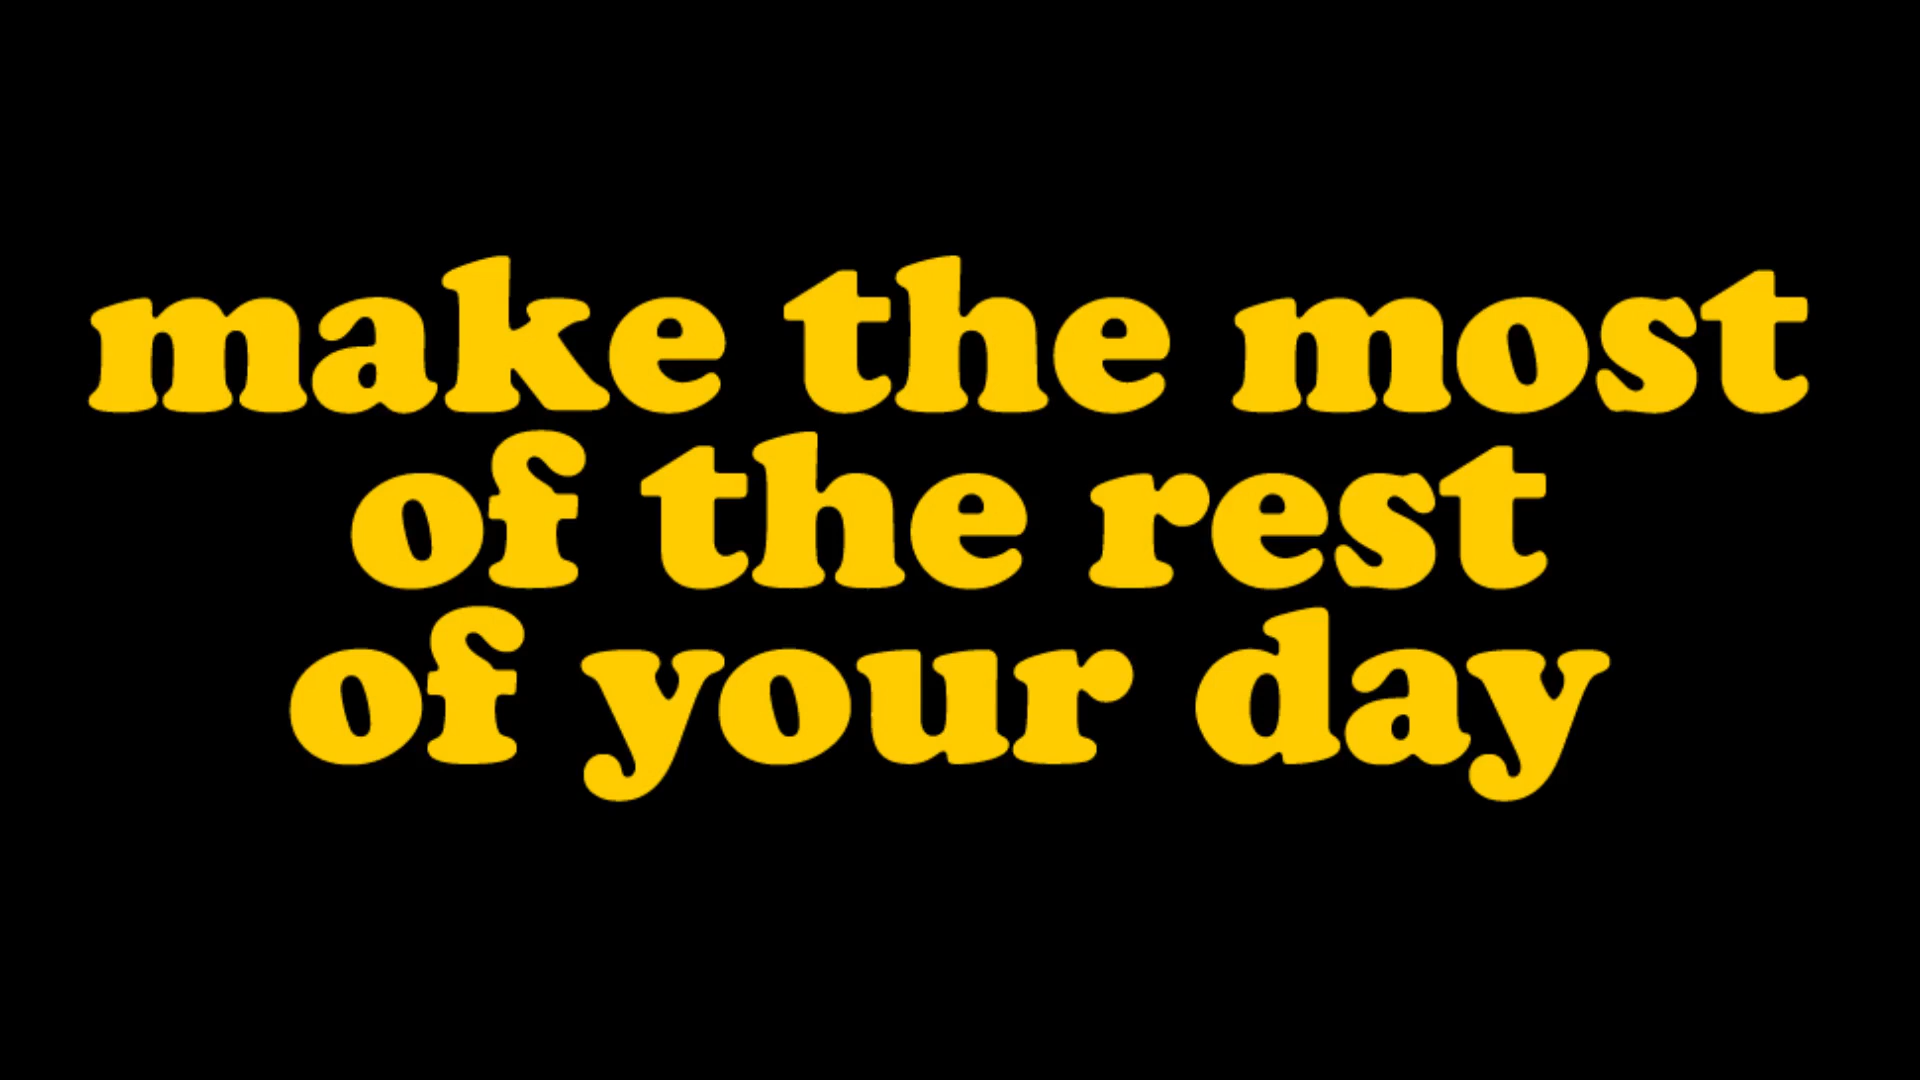 make the most
of the rest
of your day